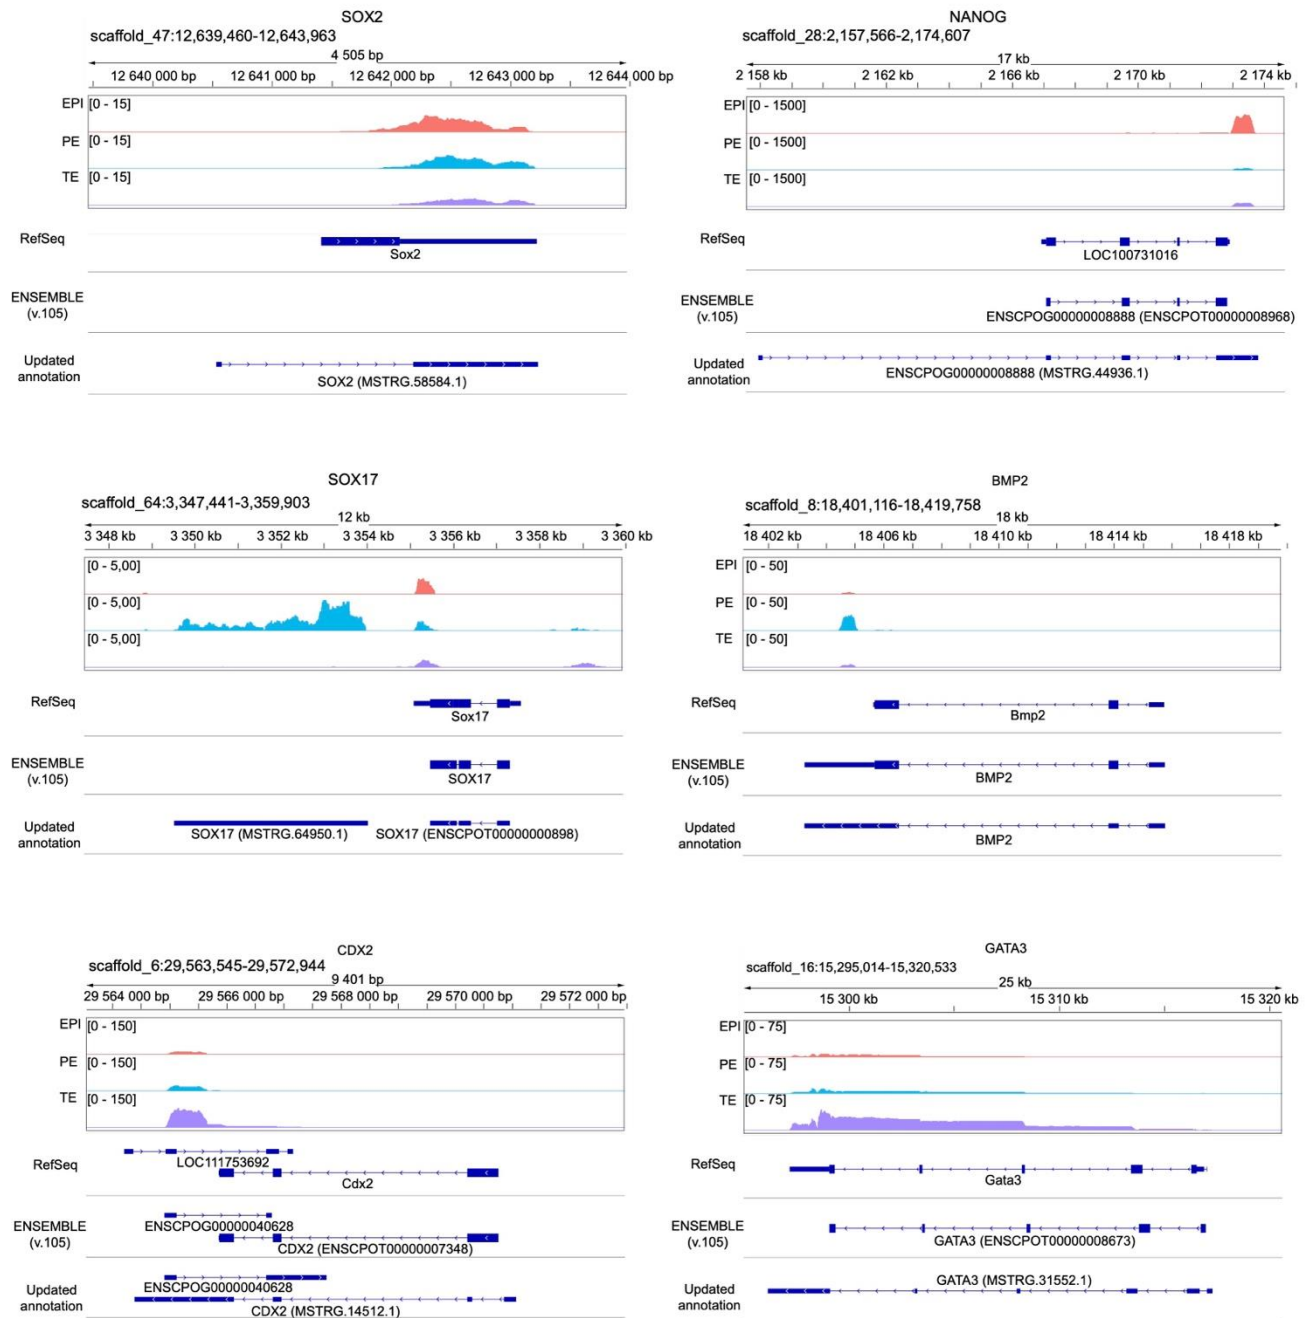 SOX2
scaffold_47:12,639,460-12,643,963
4 505 bp
12 640 000 bp 12 641 000 bp 12 642 000 bp 12 643 000 bp 12 644 000 bp
EPI [0 - 15]
PE [0 - 15]
TE [0 - 15]
RefSeq
Sox2
ENSEMBLE
(v.105)
Updated
annotation
SOX2 (MSTRG.58584.1)
NANOG
scaffold_28:2,157,566-2,174,607
17 kb
2 158 kb 2 162 kb 2 166 kb 2 170 kb 2 174 kb
EPI [0 - 1500]
PE [0 - 1500]
TE [0 - 1500]
RefSeq
LOC100731016
ENSEMBLE
(v.105)
ENSCPOG00000008888 (ENSCPOT00000008968)
Updated
annotation
ENSCPOG00000008888 (MSTRG.44936.1)
SOX17
scaffold_64:3,347,441-3,359,903
12 kb
3 348 kb 3 350 kb 3 352 kb 3 354 kb 3 356 kb 3 358 kb 3 360 kb
[0 - 5,00]
[0 - 5,00]
[0 - 5,00]
RefSeq
Sox17
ENSEMBLE
(v.105)
SOX17
Updated
annotation
SOX17 (MSTRG.64950.1) SOX17 (ENSCPOT00000000898)
BMP2
scaffold_8:18,401,116-18,419,758
18 kb
18 402 kb 18 406 kb 18 410 kb 18 414 kb 18 418 kb
EPI [0 - 50]
PE [0 - 50]
TE [0 - 50]
RefSeq
Bmp2
ENSEMBLE
(v.105)
BMP2
Updated
annotation
BMP2
CDX2
scaffold_6:29,563,545-29,572,944
9 401 bp
29 564 000 bp 29 566 000 bp 29 568 000 bp 29 570 000 bp 29 572 000 bp
EPI [0 - 150]
PE [0 - 150]
TE [0 - 150]
RefSeq
LOC111753692
Cdx2
ENSEMBLE
(v.105)
ENSCPOG00000040628
CDX2 (ENSCPOT00000007348)
Updated
annotation
ENSCPOG00000040628
CDX2 (MSTRG.14512.1)
GATA3
scaffold_16:15,295,014-15,320,533
25 kb
15 300 kb 15 310 kb 15 320 kb
EPI [0 - 75]
PE [0 - 75]
TE [0 - 75]
RefSeq
Gata3
ENSEMBLE
(v.105)
GATA3 (ENSCPOT00000008673)
Updated
annotation
GATA3 (MSTRG.31552.1)